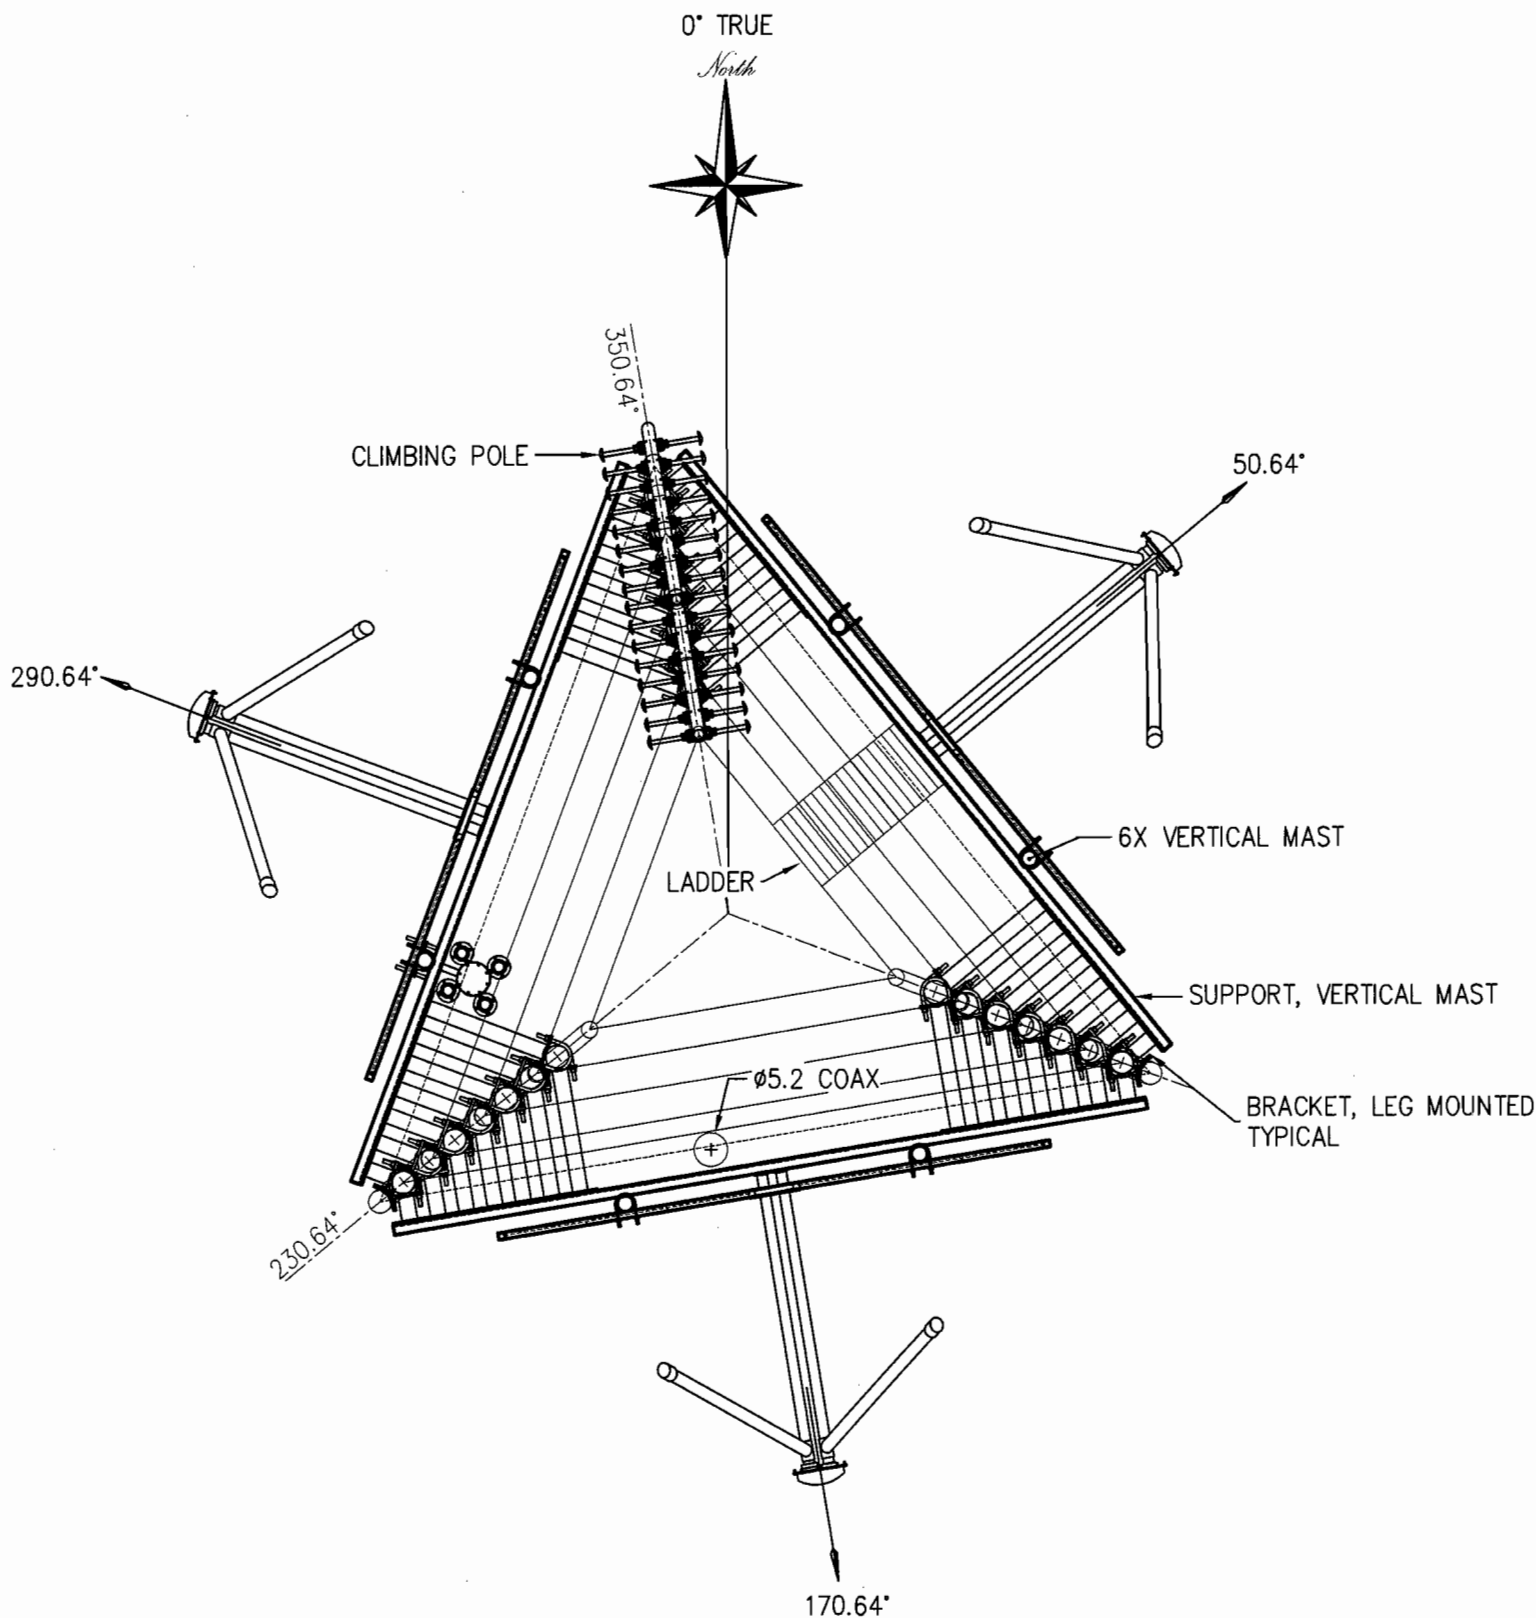 0° TRUE
North
350.64°
CLIMBING POLE
50.64°
290.64°
6X VERTICAL MAST
LADDER
SUPPORT, VERTICAL MAST
ø5.2 COAX
BRACKET, LEG MOUNTED
TYPICAL
230.64°
170.64°